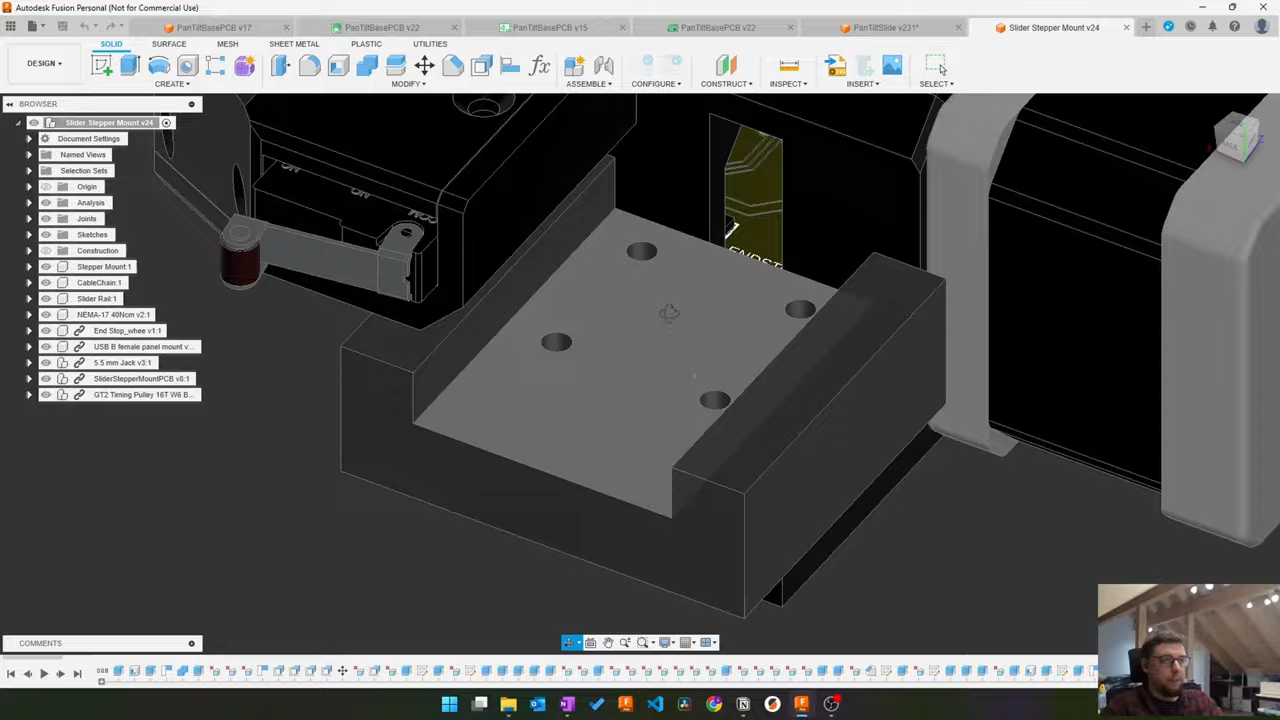 Autodesk Fusion Personal (Not for Commercial Use)
PanTiltBasePCB v17
PanTiltBasePCB v22
PanTiltBasePCB v15
PanTiltBasePCB v22
PanTiltSlide v231*
Slider Stepper Mount v24
SOLID
SURFACE
MESH
SHEET METAL
PLASTIC
UTILITIES
DESIGN
CREATE
MODIFY
ASSEMBLE
CONFIGURE
CONSTRUCT
INSPECT
INSERT
SELECT
BROWSER
Slider Stepper Mount v24
Document Settings
Named Views
Selection Sets
Origin
Analysis
Joints
Sketches
Construction
Stepper Mount:1
CableChain:1
Slider Rail:1
NEMA-17 40Ncm v2:1
End Stop_whee v1:1
USB B female panel mount v...
5.5 mm Jack v3:1
SliderStepperMountPCB v8:1
GT2 Timing Pulley 16T W6 B...
ENDST
COMMENTS